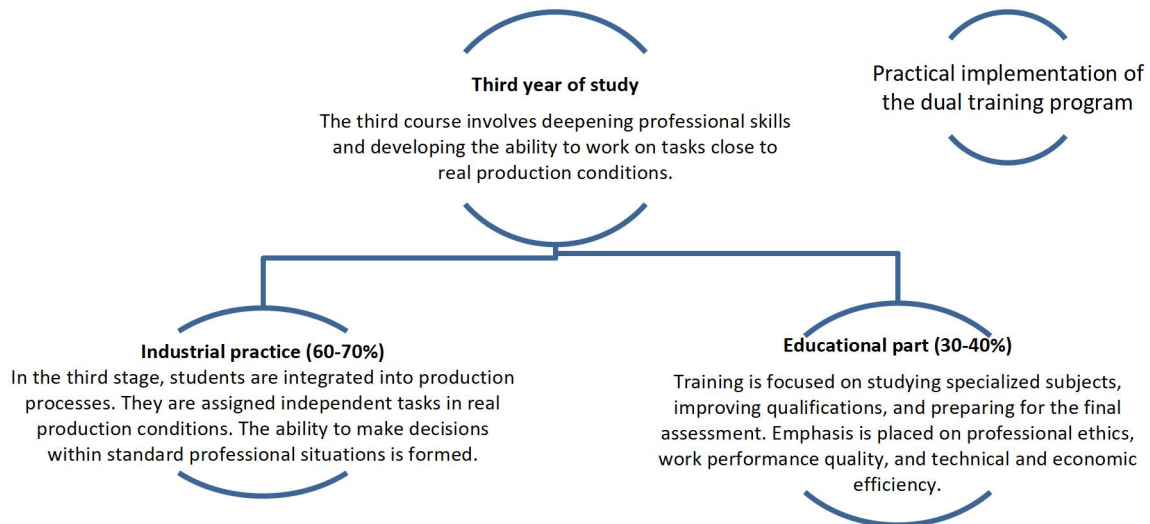 Third year of study
The third course involves deepening professional skills
and developing the ability to work on tasks close to
real production conditions.
Practical implementation of
the dual training program
Industrial practice (60-70%)
In the third stage, students are integrated into production
processes. They are assigned independent tasks in real
production conditions. The ability to make decisions
within standard professional situations is formed.
Educational part (30-40%)
Training is focused on studying specialized subjects,
improving qualifications, and preparing for the final
assessment. Emphasis is placed on professional ethics,
work performance quality, and technical and economic
efficiency.